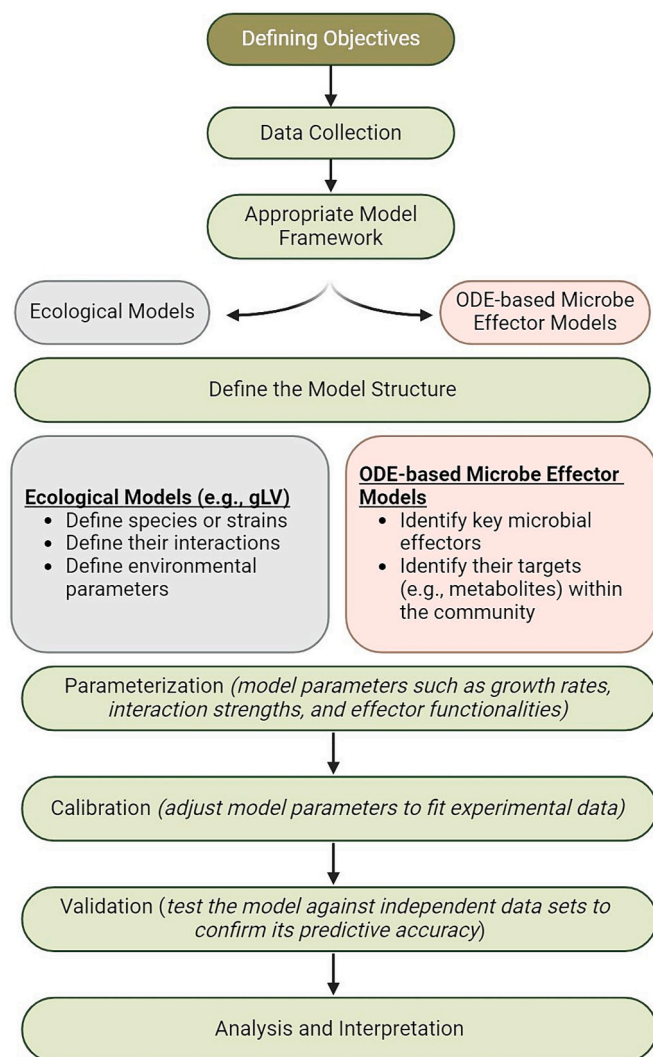 Defining Objectives
Data Collection
Appropriate Model
Framework
Ecological Models
ODE-based Microbe
Effector Models
Define the Model Structure
Ecological Models (e.g., gLV)
• Define species or strains
• Define their interactions
• Define environmental
parameters
ODE-based Microbe Effector
Models
• Identify key microbial
effectors
• Identify their targets
(e.g., metabolites) within
the community
Parameterization (model parameters such as growth rates,
interaction strengths, and effector functionalities)
Calibration (adjust model parameters to fit experimental data)
Validation (test the model against independent data sets to
confirm its predictive accuracy)
Analysis and Interpretation